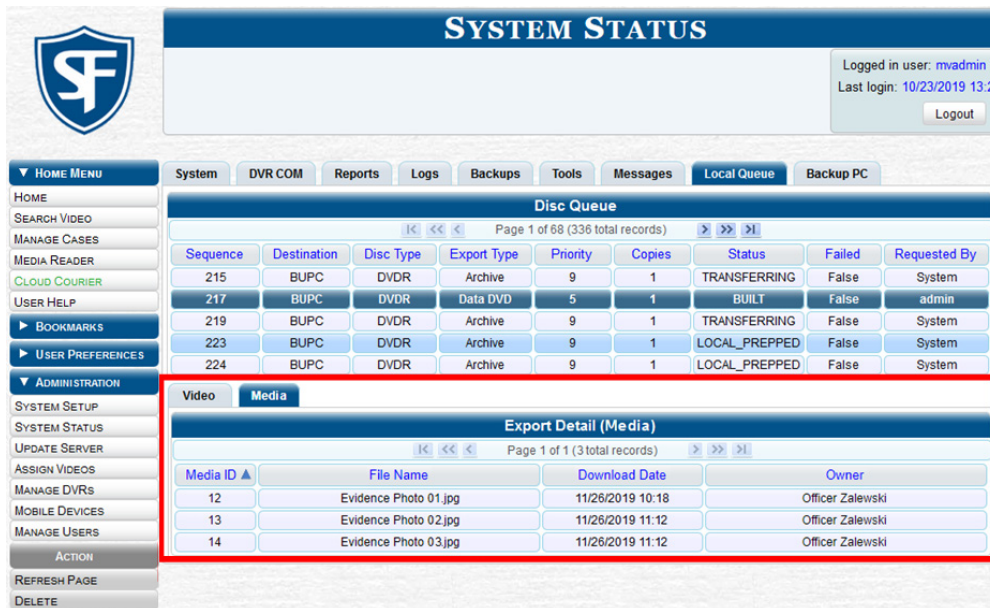 SYSTEM STATUS
SF
Logged in user: mvadmin
Last login: 10/23/2019 13:2
Logout
▼ HOME MENU
HOME
SEARCH VIDEO
MANAGE CASES
MEDIA READER
CLOUD COURIER
USER HELP
▶ BOOKMARKS
▶ USER PREFERENCES
▼ ADMINISTRATION
SYSTEM SETUP
SYSTEM STATUS
UPDATE SERVER
ASSIGN VIDEOS
MANAGE DVRS
MOBILE DEVICES
MANAGE USERS
ACTION
REFRESH PAGE
DELETE
System DVR COM Reports Logs Backups Tools Messages Local Queue Backup PC
Disc Queue
|< << < Page 1 of 68 (336 total records) > >> >|
Sequence Destination Disc Type Export Type Priority Copies Status Failed Requested By
215 BUPC DVDR Archive 9 1 TRANSFERRING False System
217 BUPC DVDR Data DVD 5 1 BUILT False admin
219 BUPC DVDR Archive 9 1 TRANSFERRING False System
223 BUPC DVDR Archive 9 1 LOCAL_PREPPED False System
224 BUPC DVDR Archive 9 1 LOCAL_PREPPED False System
Video Media
Export Detail (Media)
|< << < Page 1 of 1 (3 total records) > >> >|
Media ID ▲ File Name Download Date Owner
12 Evidence Photo 01.jpg 11/26/2019 10:18 Officer Zalewski
13 Evidence Photo 02.jpg 11/26/2019 11:12 Officer Zalewski
14 Evidence Photo 03.jpg 11/26/2019 11:12 Officer Zalewski